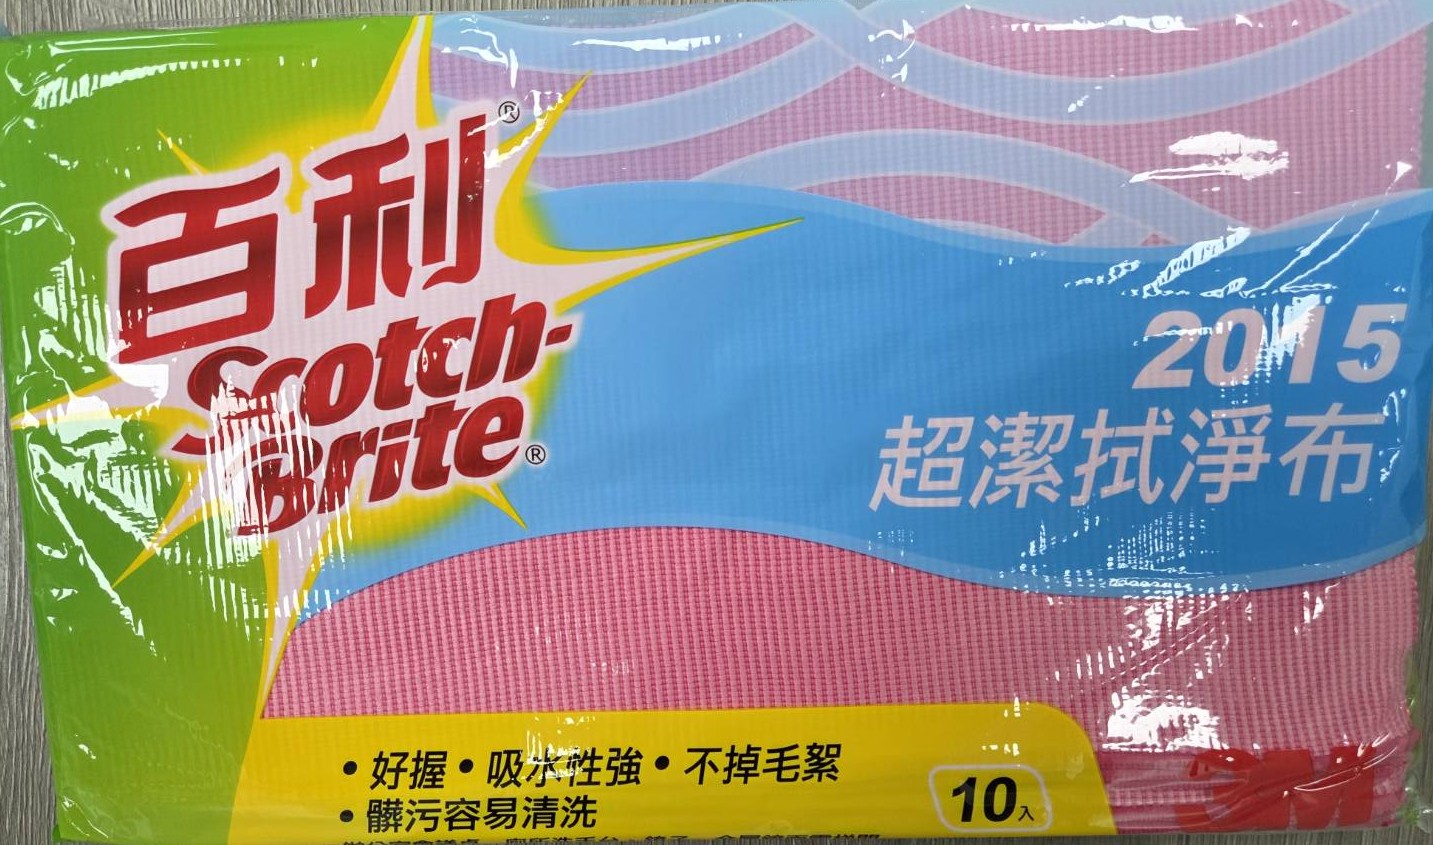 百利®
Scotch-
Brite®
2015
超潔拭淨布
•好握•吸水性強•不掉毛絮
•髒污容易清洗
10入
3M